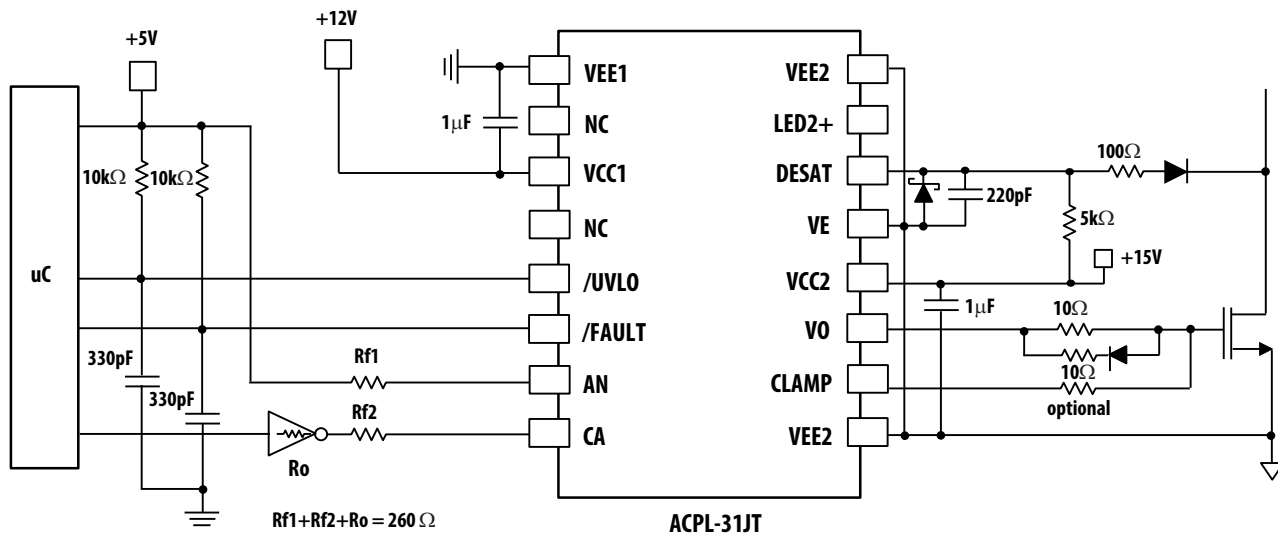 +5V
+12V
uC
10kΩ
10kΩ
330pF
330pF
1μF
Rf1
Rf2
Ro
Rf1+Rf2+Ro = 260 Ω
VEE1
NC
VCC1
NC
/UVLO
/FAULT
AN
CA
VEE2
LED2+
DESAT
VE
VCC2
VO
CLAMP
VEE2
ACPL-31JT
100Ω
220pF
5kΩ
+15V
1μF
10Ω
10Ω
optional